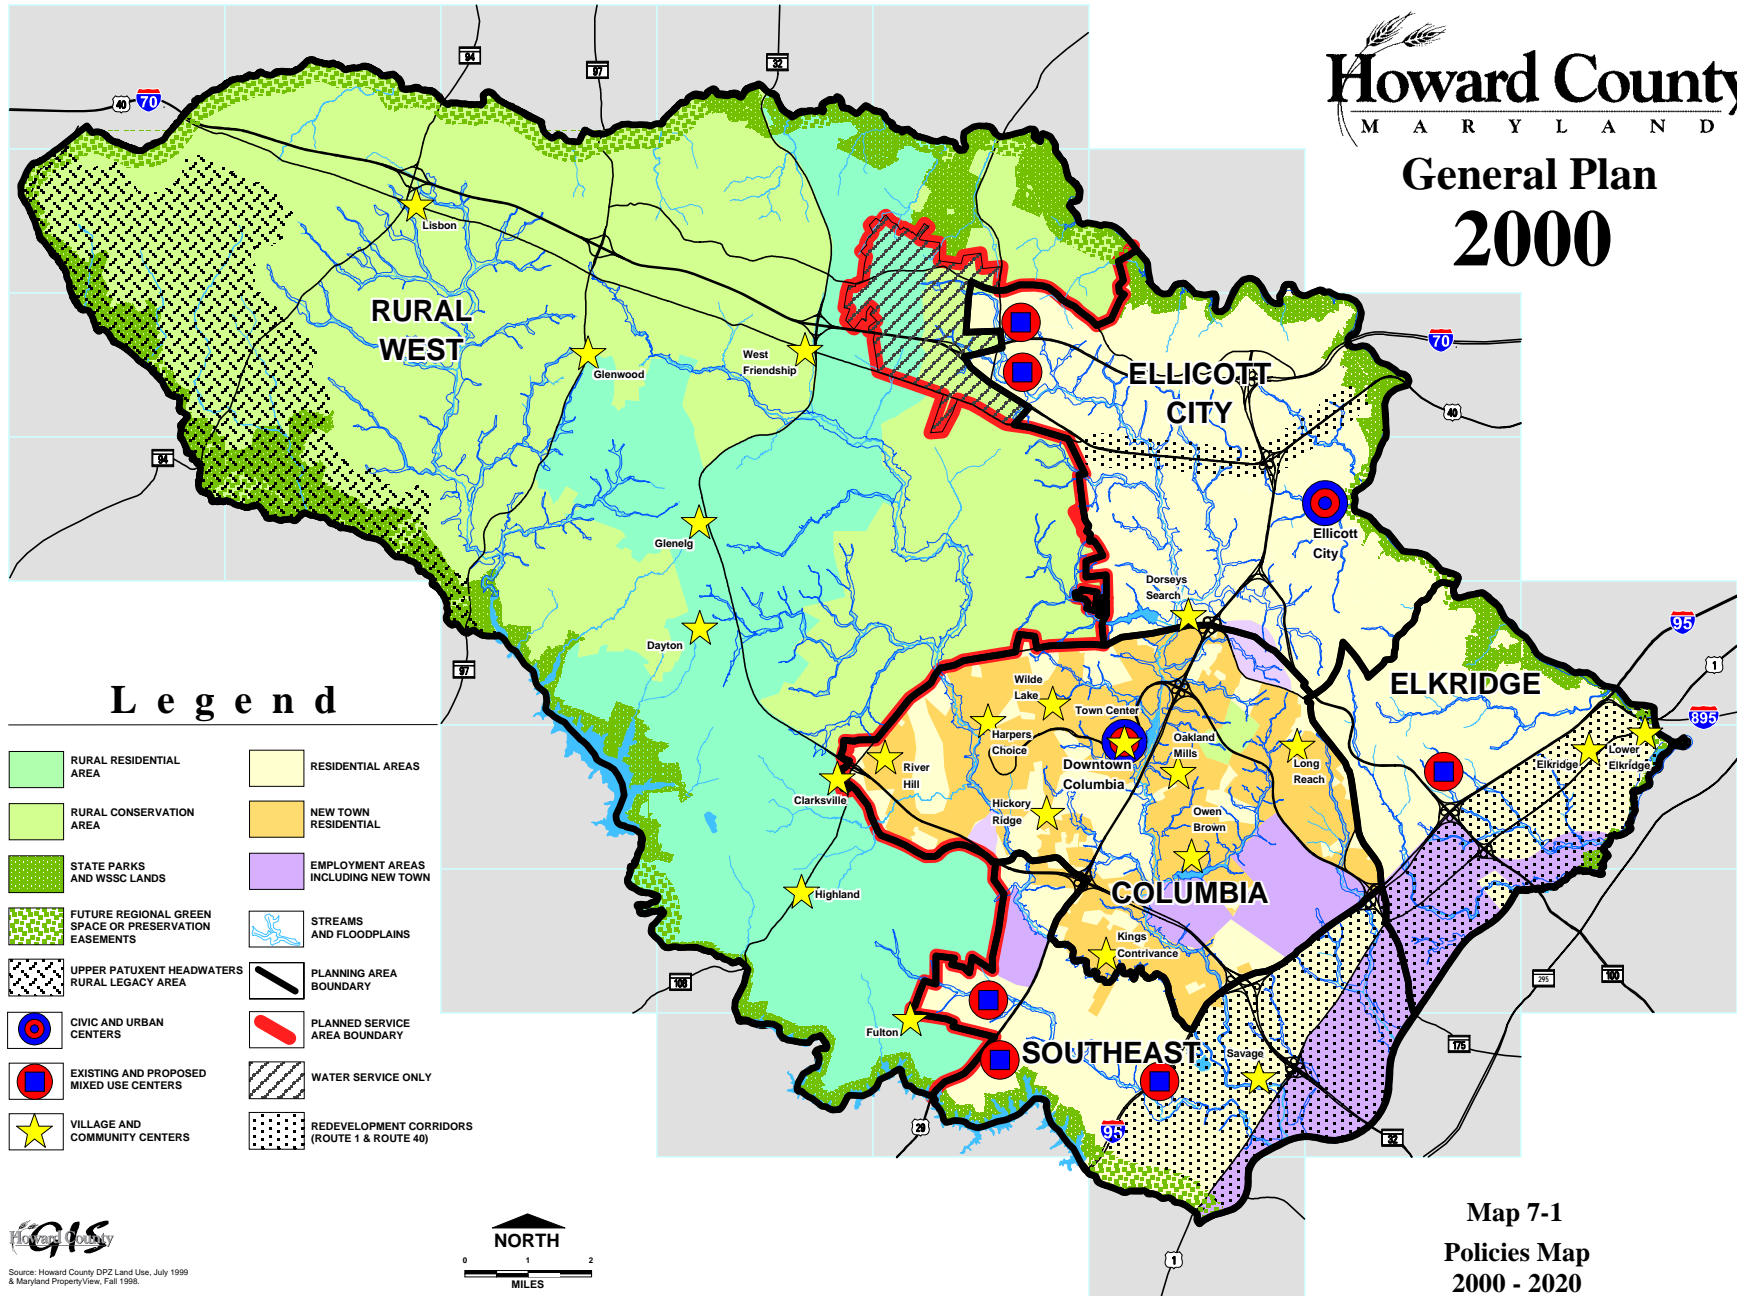 Howard County
MARYLAND
General Plan
2000
94
97
32
40
70
Lisbon
RURAL
WEST
Glenwood
West
Friendship
70
ELLICOTT
CITY
40
94
Ellicott
City
Glenelg
Dorseys
Search
95
Dayton
97
1
ELKRIDGE
895
Wilde
Lake
Town Center
Harpers
Choice
Oakland
Mills
Long
Reach
Lower
Elkridge
Elkridge
River
Hill
Downtown
Columbia
Clarksville
Hickory
Ridge
Owen
Brown
Highland
COLUMBIA
Kings
Contrivance
108
295
100
Fulton
SOUTHEAST
Savage
175
29
95
32
1
Legend
RURAL RESIDENTIAL
AREA
RURAL CONSERVATION
AREA
STATE PARKS
AND WSSC LANDS
FUTURE REGIONAL GREEN
SPACE OR PRESERVATION
EASEMENTS
UPPER PATUXENT HEADWATERS
RURAL LEGACY AREA
CIVIC AND URBAN
CENTERS
EXISTING AND PROPOSED
MIXED USE CENTERS
VILLAGE AND
COMMUNITY CENTERS
RESIDENTIAL AREAS
NEW TOWN
RESIDENTIAL
EMPLOYMENT AREAS
INCLUDING NEW TOWN
STREAMS
AND FLOODPLAINS
PLANNING AREA
BOUNDARY
PLANNED SERVICE
AREA BOUNDARY
WATER SERVICE ONLY
REDEVELOPMENT CORRIDORS
(ROUTE 1 & ROUTE 40)
Howard County
GIS
Source: Howard County DPZ Land Use, July 1999
& Maryland PropertyView, Fall 1998.
NORTH
0 1 2
MILES
Map 7-1
Policies Map
2000 - 2020